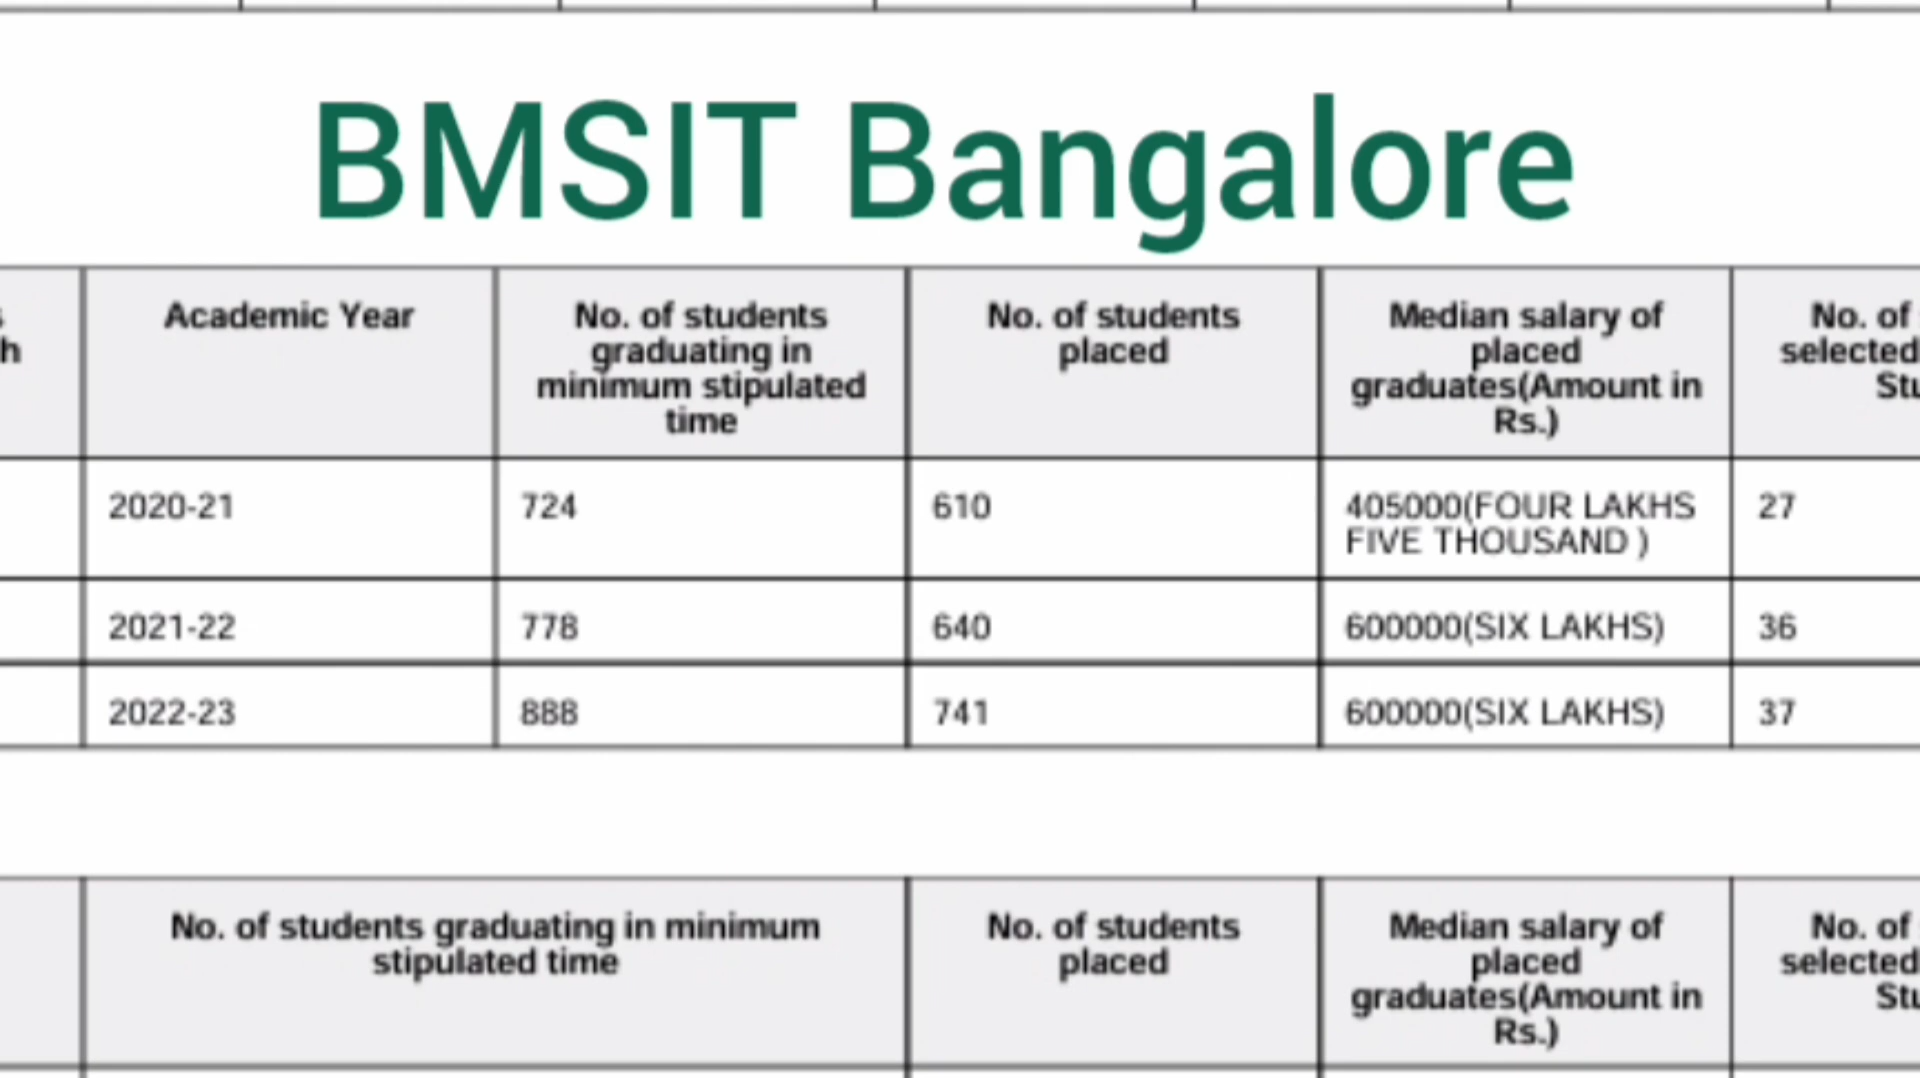 BMSIT Bangalore
Academic Year
No. of students
graduating in
minimum stipulated
time
No. of students
placed
Median salary of
placed
graduates(Amount in
Rs.)
No. of
selected
2020-21
724
610
405000(FOUR LAKHS
FIVE THOUSAND )
27
2021-22
778
640
600000(SIX LAKHS)
36
2022-23
888
741
600000(SIX LAKHS)
37
No. of students graduating in minimum
stipulated time
No. of students
placed
Median salary of
placed
graduates(Amount in
Rs.)
No. of
selected